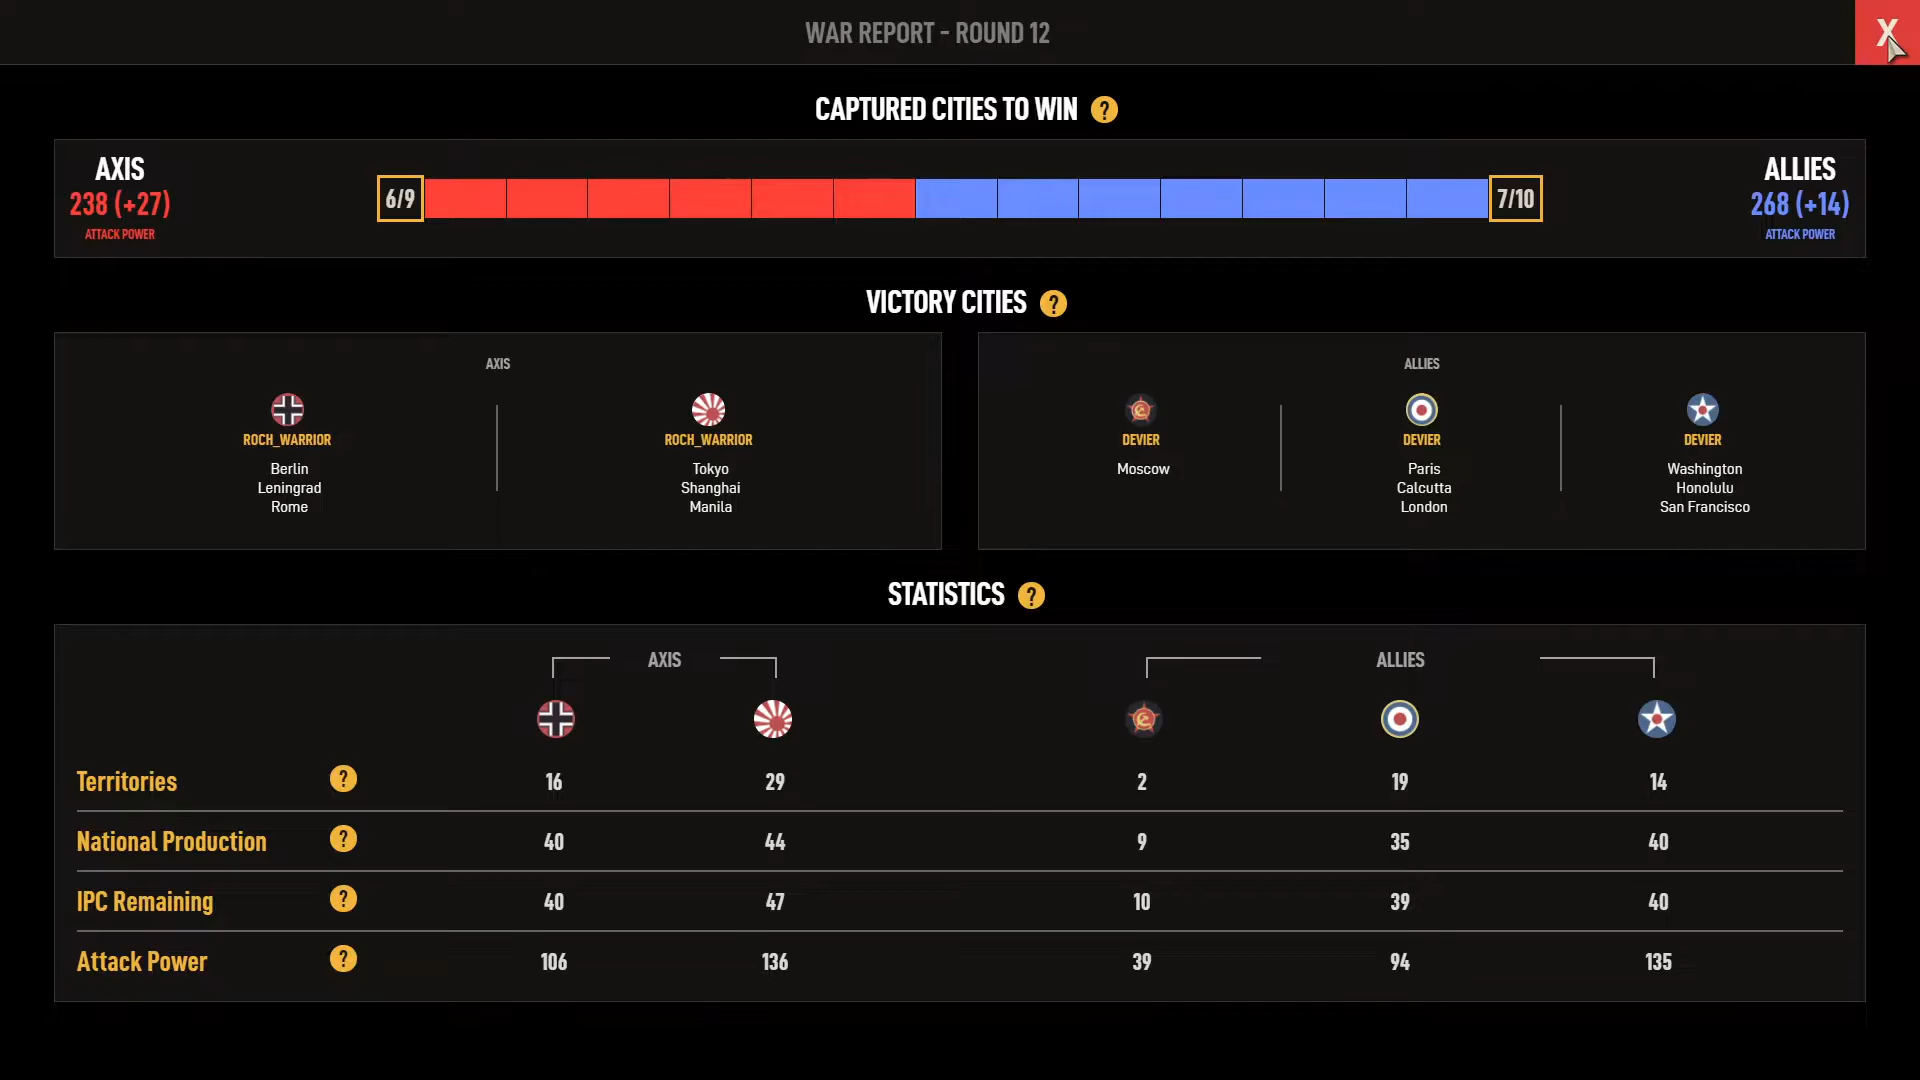 WAR REPORT - ROUND 12
X
CAPTURED CITIES TO WIN ?
AXIS
238 (+27)
ATTACK POWER
6/9
7/10
ALLIES
268 (+14)
ATTACK POWER
VICTORY CITIES ?
AXIS
ROCH_WARRIOR
Berlin
Leningrad
Rome
ROCH_WARRIOR
Tokyo
Shanghai
Manila
ALLIES
DEVIER
Moscow
DEVIER
Paris
Calcutta
London
DEVIER
Washington
Honolulu
San Francisco
STATISTICS ?
AXIS
ALLIES
Territories ? 16 29 2 19 14
National Production ? 40 44 9 35 40
IPC Remaining ? 40 47 10 39 40
Attack Power ? 106 136 39 94 135